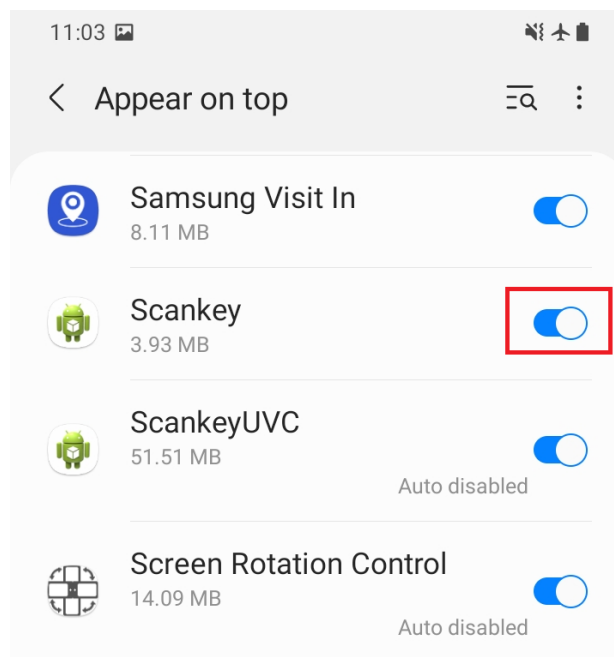 11:03
Appear on top
Samsung Visit In
8.11 MB
Scankey
3.93 MB
ScankeyUVC
51.51 MB
Auto disabled
Screen Rotation Control
14.09 MB
Auto disabled